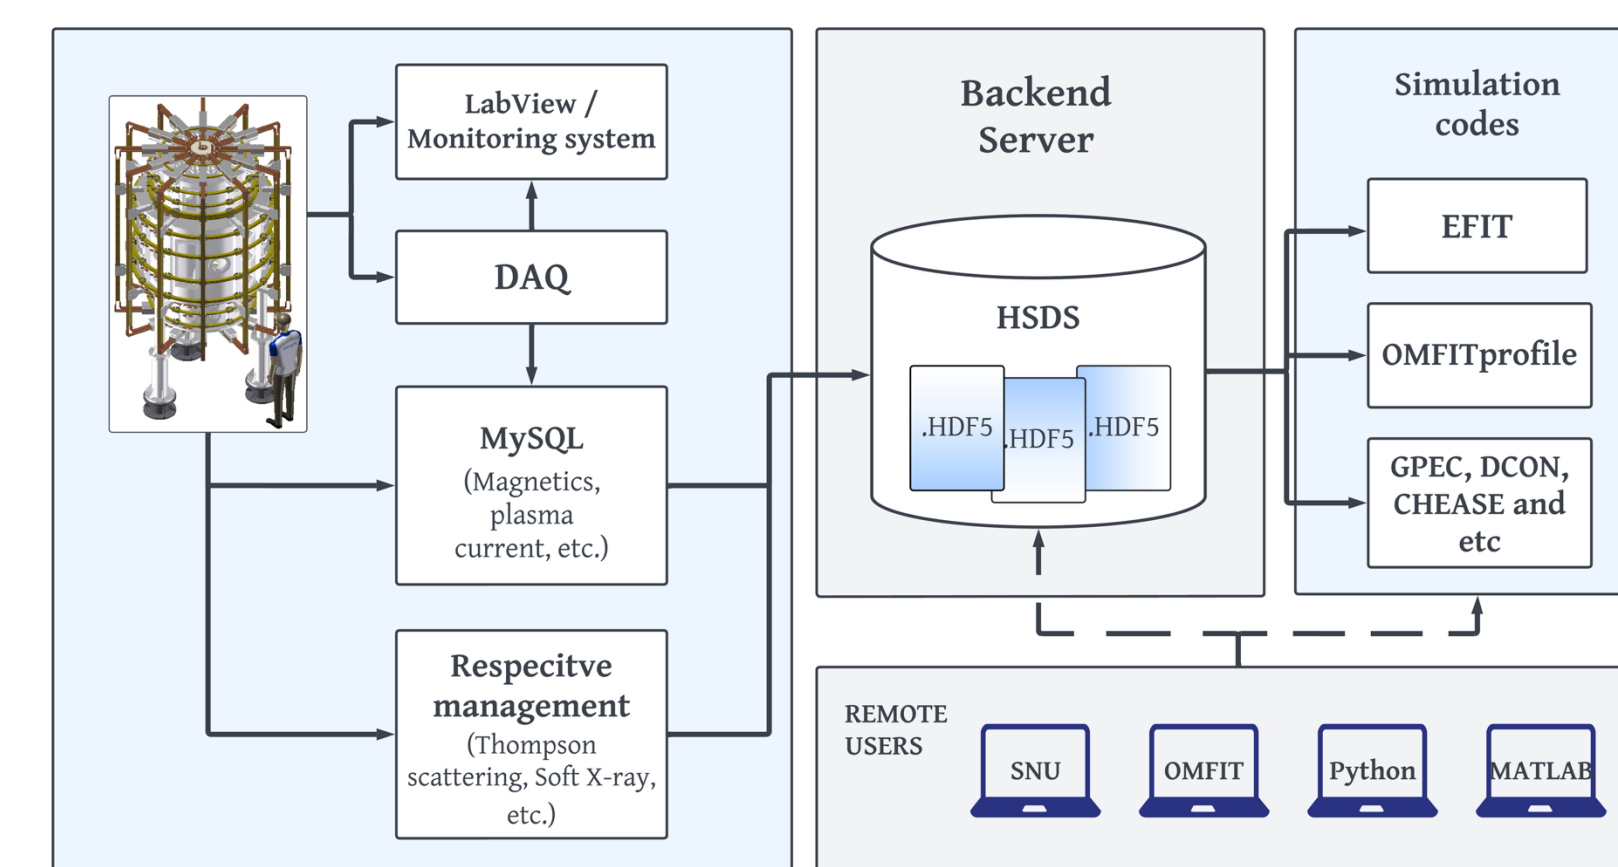 LabView /
Monitoring system
DAQ
MySQL
(Magnetics,
plasma
current, etc.)
Respecitve
management
(Thompson
scattering, Soft X-ray,
etc.)
Backend
Server
HSDS
.HDF5
.HDF5
.HDF5
Simulation
codes
EFIT
OMFITprofile
GPEC, DCON,
CHEASE and
etc
REMOTE
USERS
SNU
OMFIT
Python
MATLAB